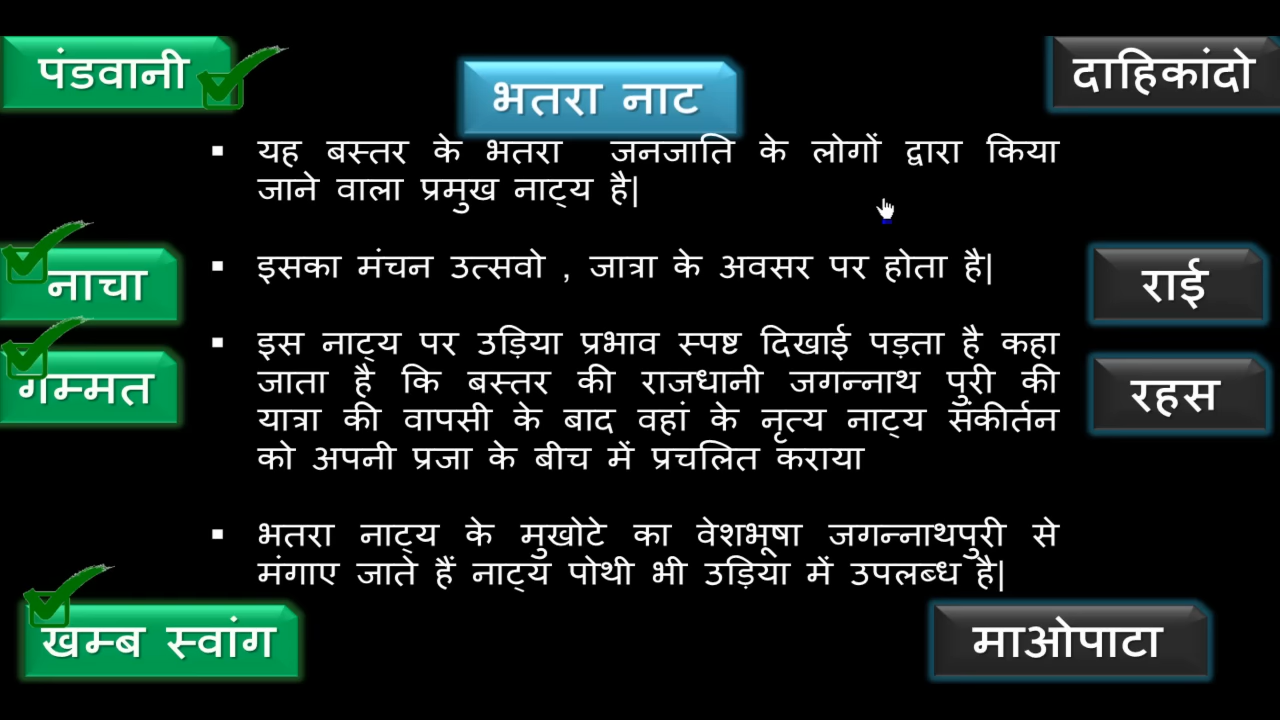 पंडवानी
भतरा नाट
दाहिकांदो
▪ यह बस्तर के भतरा जनजाति के लोगों द्वारा किया
जाने वाला प्रमुख नाट्य है|
नाचा
▪ इसका मंचन उत्सवो , जात्रा के अवसर पर होता है|
राई
गम्मत
▪ इस नाट्य पर उड़िया प्रभाव स्पष्ट दिखाई पड़ता है कहा
जाता है कि बस्तर की राजधानी जगन्नाथ पुरी की
यात्रा की वापसी के बाद वहां के नृत्य नाट्य संकीर्तन
को अपनी प्रजा के बीच में प्रचलित कराया
रहस
▪ भतरा नाट्य के मुखोटे का वेशभूषा जगन्नाथपुरी से
मंगाए जाते हैं नाट्य पोथी भी उड़िया में उपलब्ध है|
खम्ब स्वांग
माओपाटा